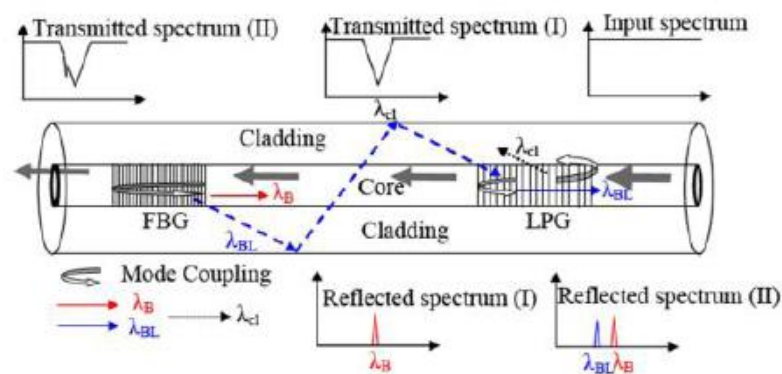 Transmitted spectrum (II)
Transmitted spectrum (I)
Input spectrum
λcl
Cladding
λcl
λB
Core
λBL
FBG
λBL
Cladding
LPG
Mode Coupling
λB
λBL
λcl
Reflected spectrum (I)
λB
Reflected spectrum (II)
λBL λB